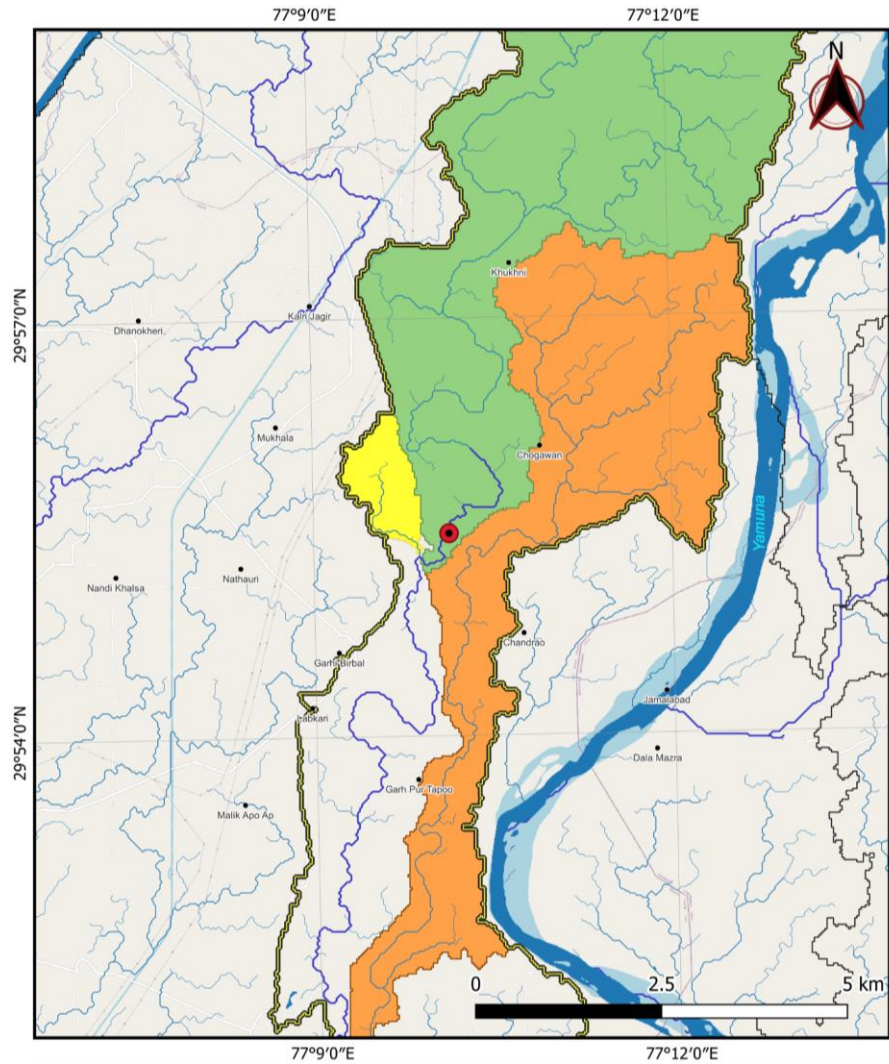 77°9'0"E
77°12'0"E
N
Khukhni
29°57'0"N
Kain Jagir
Dhanokheri
Mukhala
Chogawan
Yamuna
Nathauri
Nandi Khalsa
Chandrao
Garhi Birbal
Jamalabad
Labkari
29°54'0"N
Dala Mazra
Garh Pur Tapoo
Malik Apo Ap
0
2.5
5 km
77°9'0"E
77°12'0"E